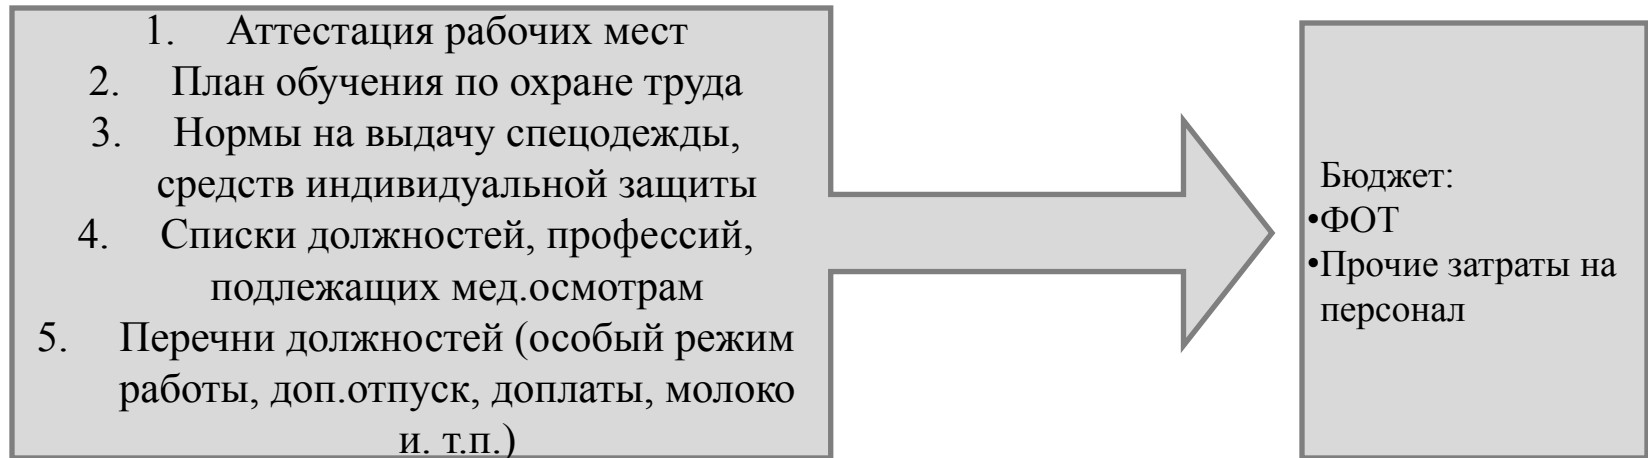 1. Аттестация рабочих мест
2. План обучения по охране труда
3. Нормы на выдачу спецодежды,
средств индивидуальной защиты
4. Списки должностей, профессий,
подлежащих мед.осмотрам
5. Перечни должностей (особый режим
работы, доп.отпуск, доплаты, молоко
и. т.п.)
Бюджет:
•ФОТ
•Прочие затраты на
персонал